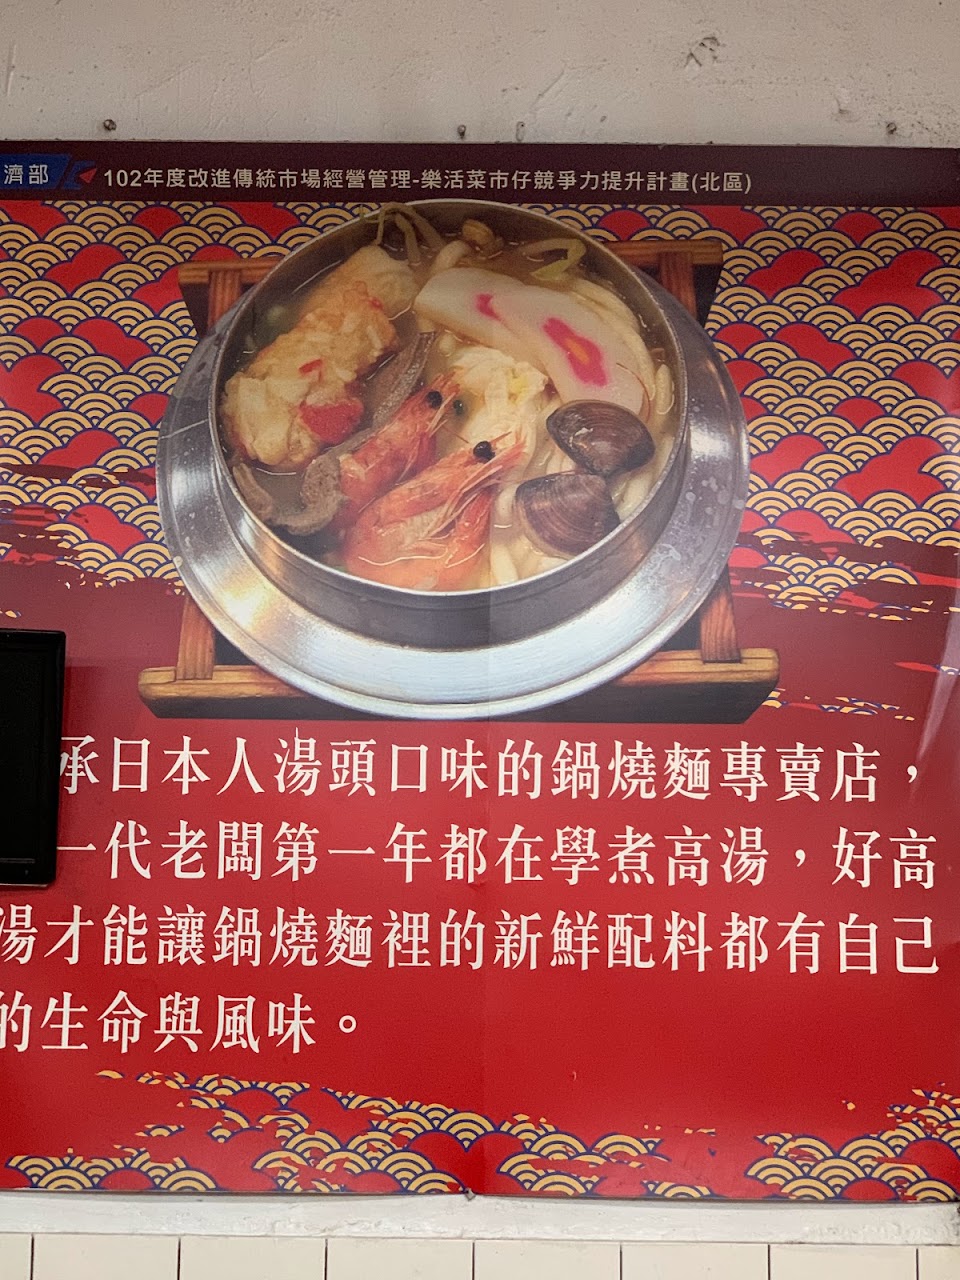 濟部 102年度改進傳統市場經營管理-樂活菜市仔競爭力提升計畫(北區)
承日本人湯頭口味的鍋燒麵專賣店，
一代老闆第一年都在學煮高湯，好高
湯才能讓鍋燒麵裡的新鮮配料都有自己
的生命與風味。